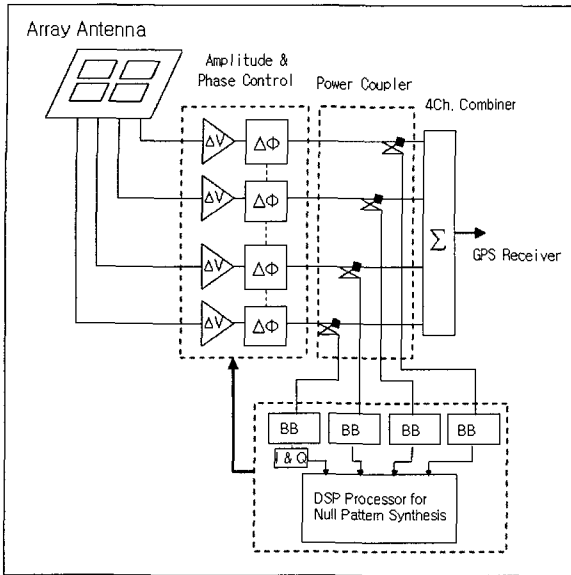 Array Antenna
Amplitude &
Phase Control
Power Coupler
4Ch. Combiner
ΔV
ΔΦ
ΔV
ΔΦ
ΔV
ΔΦ
ΔV
ΔΦ
Σ
GPS Receiver
BB
BB
BB
BB
I & Q
DSP Processor for
Null Pattern Synthesis